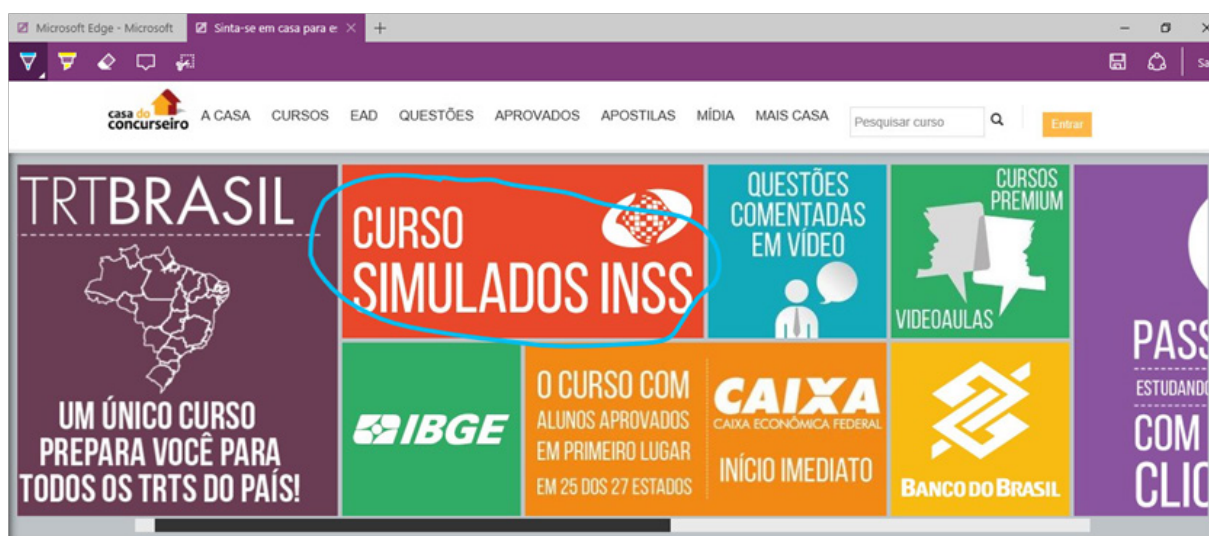 Microsoft Edge - Microsoft
Sinta-se em casa para e
Sa
casa do
concurseiro
A CASA CURSOS EAD QUESTÕES APROVADOS APOSTILAS MÍDIA MAIS CASA
Pesquisar curso
Entrar
TRTBRASIL
UM ÚNICO CURSO
PREPARA VOCÊ PARA
TODOS OS TRTS DO PAÍS!
CURSO
SIMULADOS INSS
QUESTÕES
COMENTADAS
EM VÍDEO
CURSOS
PREMIUM
VIDEOAULAS
IBGE
O CURSO COM
ALUNOS APROVADOS
EM PRIMEIRO LUGAR
EM 25 DOS 27 ESTADOS
CAIXA
CAIXA ECONÔMICA FEDERAL
INÍCIO IMEDIATO
BANCO DO BRASIL
PASS
ESTUDANDO
COM
CLIC